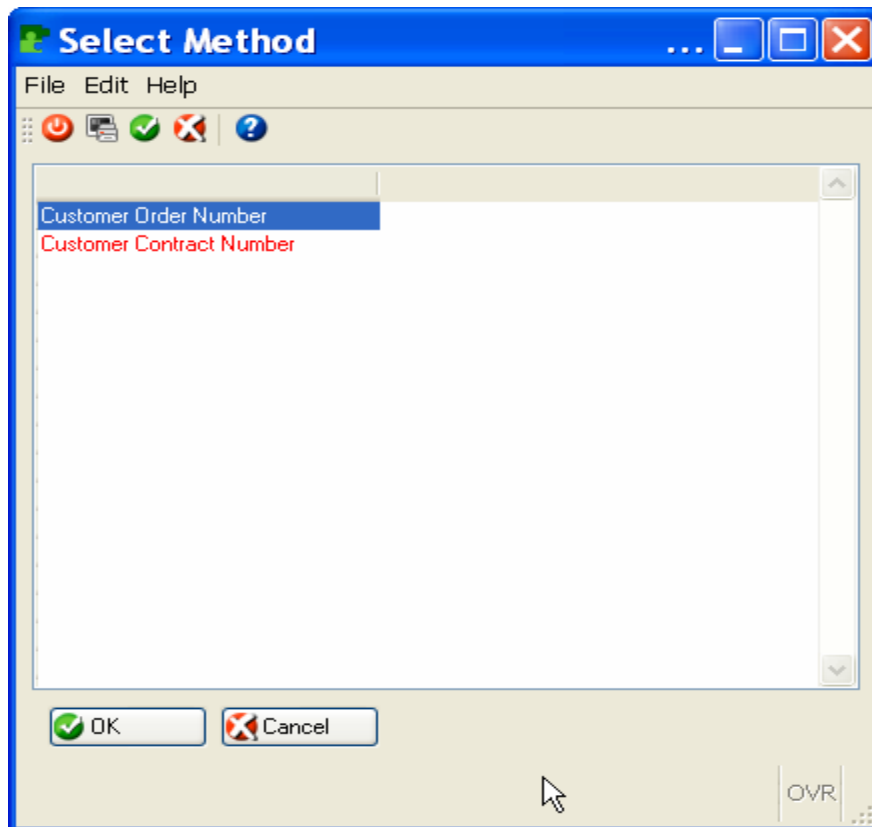 Select Method ...
File Edit Help
Customer Order Number
Customer Contract Number
OK Cancel
OVR